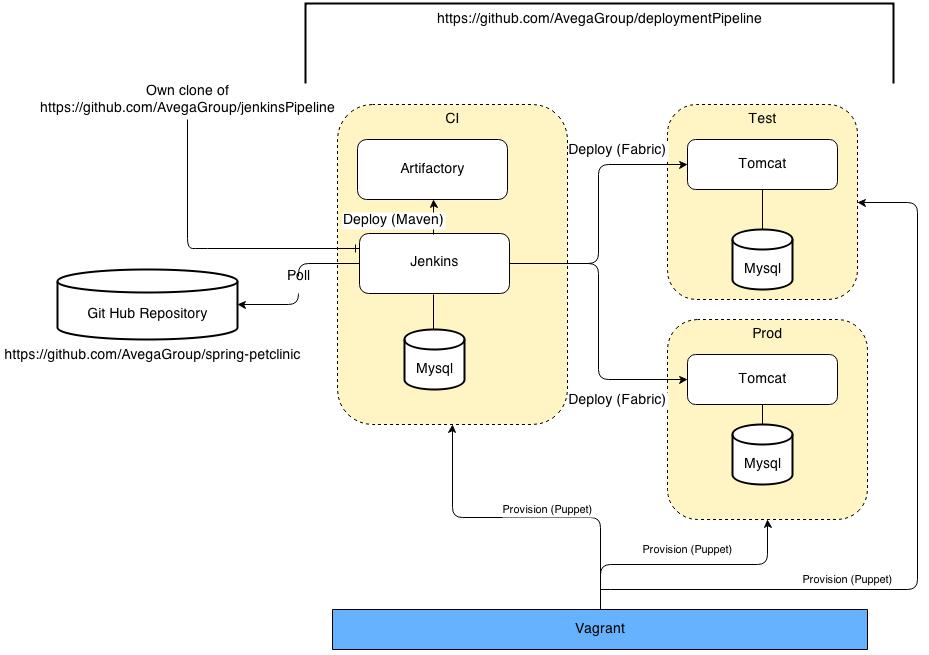 https://github.com/AvegaGroup/deploymentPipeline
Own clone of
https://github.com/AvegaGroup/jenkinsPipeline
CI
Test
Artifactory
Deploy (Fabric)
Tomcat
Deploy (Maven)
Jenkins
Mysql
Poll
Git Hub Repository
https://github.com/AvegaGroup/spring-petclinic
Mysql
Prod
Tomcat
Deploy (Fabric)
Mysql
Provision (Puppet)
Provision (Puppet)
Provision (Puppet)
Vagrant